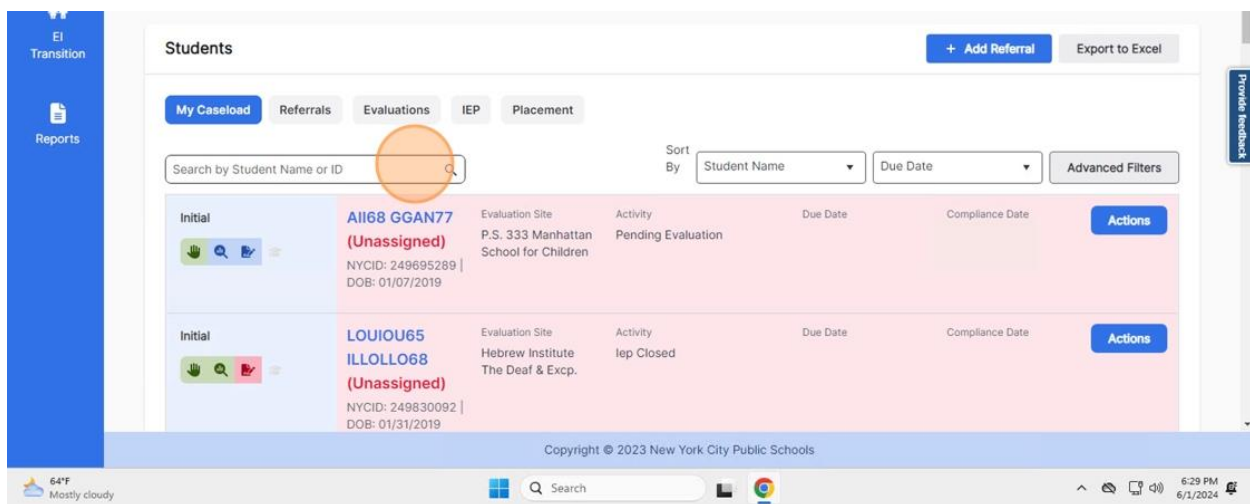 EI
Transition
Reports
Students
+ Add Referral
Export to Excel
My Caseload
Referrals
Evaluations
IEP
Placement
Search by Student Name or ID
Sort
By
Student Name
Due Date
Advanced Filters
Initial
AII68 GGAN77
(Unassigned)
NYCID: 249695289 |
DOB: 01/07/2019
Evaluation Site
P.S. 333 Manhattan
School for Children
Activity
Pending Evaluation
Due Date
Compliance Date
Actions
Initial
LOUIOU65
ILLOLLO68
(Unassigned)
NYCID: 249830092 |
DOB: 01/31/2019
Evaluation Site
Hebrew Institute
The Deaf & Excp.
Activity
Iep Closed
Due Date
Compliance Date
Actions
Provide feedback
Copyright © 2023 New York City Public Schools
64°F
Mostly cloudy
Search
6:29 PM
6/1/2024